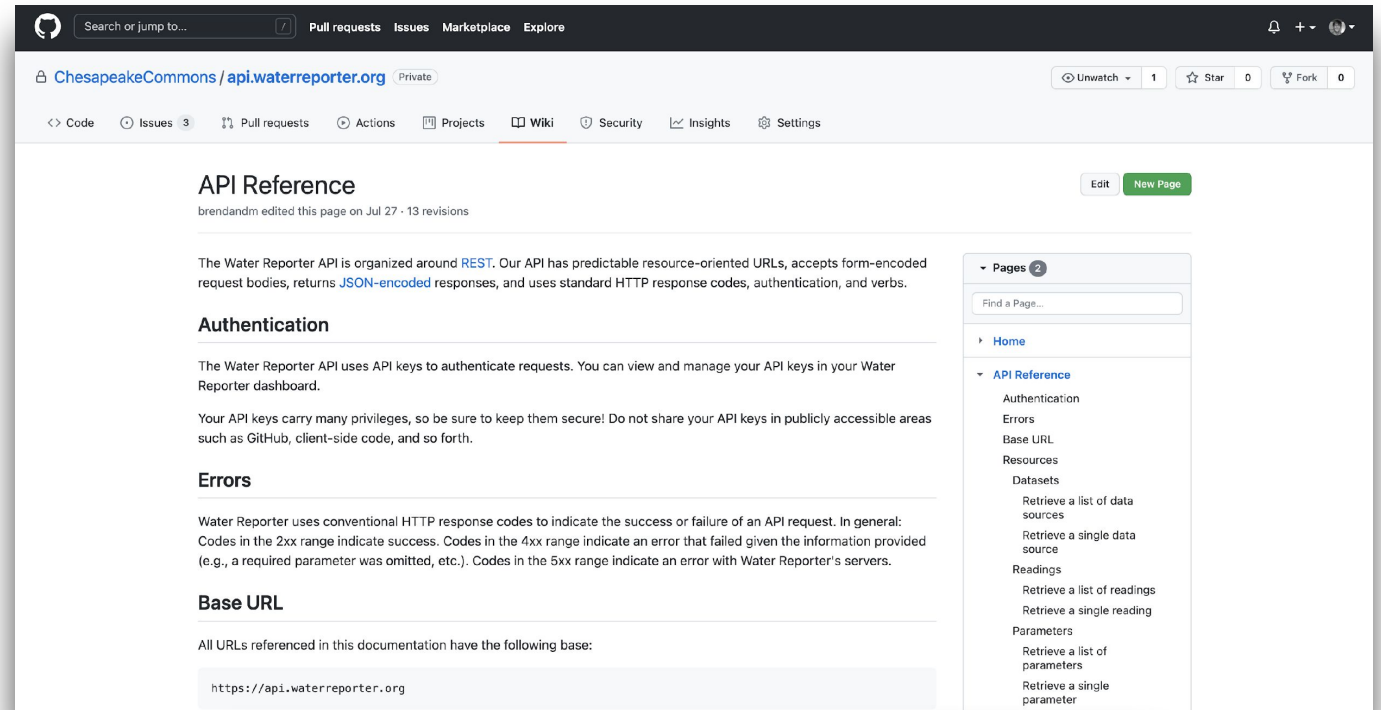 Search or jump to... /
Pull requests Issues Marketplace Explore
ChesapeakeCommons / api.waterreporter.org Private
Unwatch 1 Star 0 Fork 0
Code Issues 3 Pull requests Actions Projects Wiki Security Insights Settings
API Reference
Edit New Page
brendandm edited this page on Jul 27 · 13 revisions
The Water Reporter API is organized around REST. Our API has predictable resource-oriented URLs, accepts form-encoded
request bodies, returns JSON-encoded responses, and uses standard HTTP response codes, authentication, and verbs.
Authentication
The Water Reporter API uses API keys to authenticate requests. You can view and manage your API keys in your Water
Reporter dashboard.
Your API keys carry many privileges, so be sure to keep them secure! Do not share your API keys in publicly accessible areas
such as GitHub, client-side code, and so forth.
Errors
Water Reporter uses conventional HTTP response codes to indicate the success or failure of an API request. In general:
Codes in the 2xx range indicate success. Codes in the 4xx range indicate an error that failed given the information provided
(e.g., a required parameter was omitted, etc.). Codes in the 5xx range indicate an error with Water Reporter's servers.
Base URL
All URLs referenced in this documentation have the following base:
https://api.waterreporter.org
Pages 2
Find a Page...
Home
API Reference
Authentication
Errors
Base URL
Resources
Datasets
Retrieve a list of data
sources
Retrieve a single data
source
Readings
Retrieve a list of readings
Retrieve a single reading
Parameters
Retrieve a list of
parameters
Retrieve a single
parameter